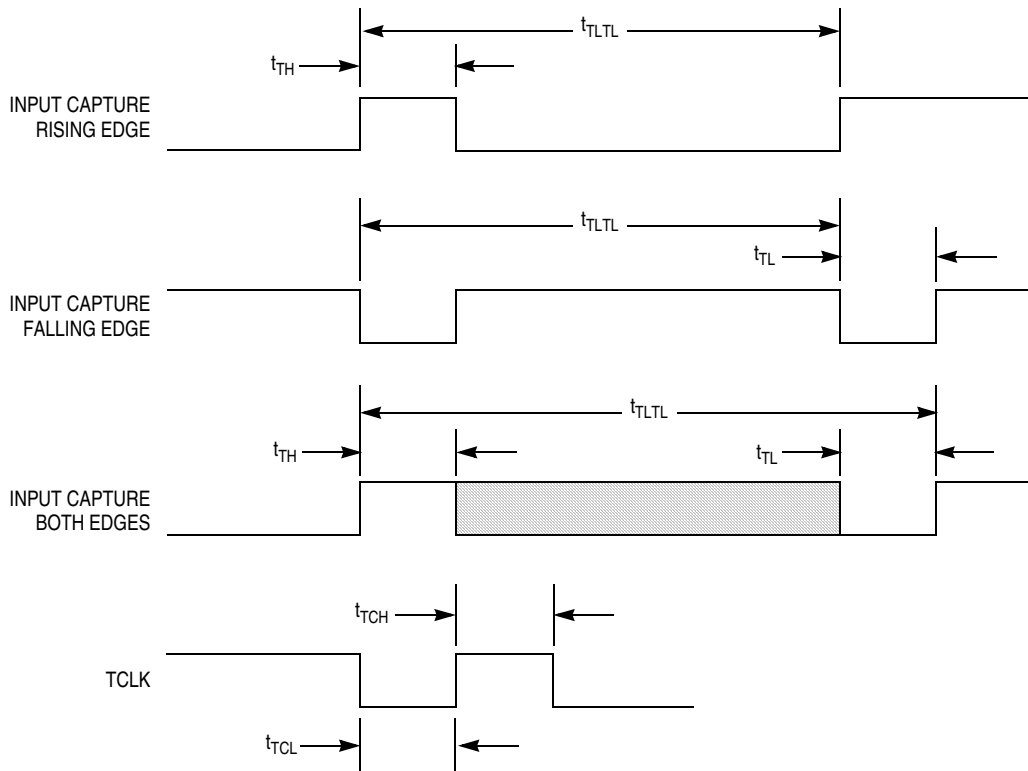 tTLTL
tTH
INPUT CAPTURE
RISING EDGE
tTLTL
tTL
INPUT CAPTURE
FALLING EDGE
tTLTL
tTH
tTL
INPUT CAPTURE
BOTH EDGES
tTCH
TCLK
tTCL